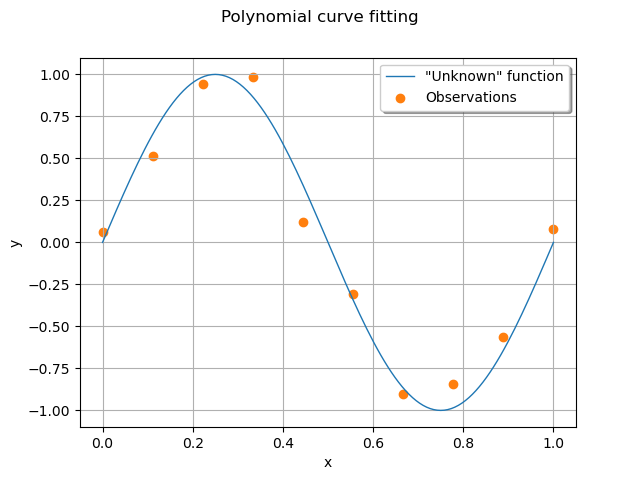 Polynomial curve fitting
"Unknown" function
Observations
1.00
0.75
0.50
0.25
0.00
−0.25
−0.50
−0.75
−1.00
y
0.0 0.2 0.4 0.6 0.8 1.0
x